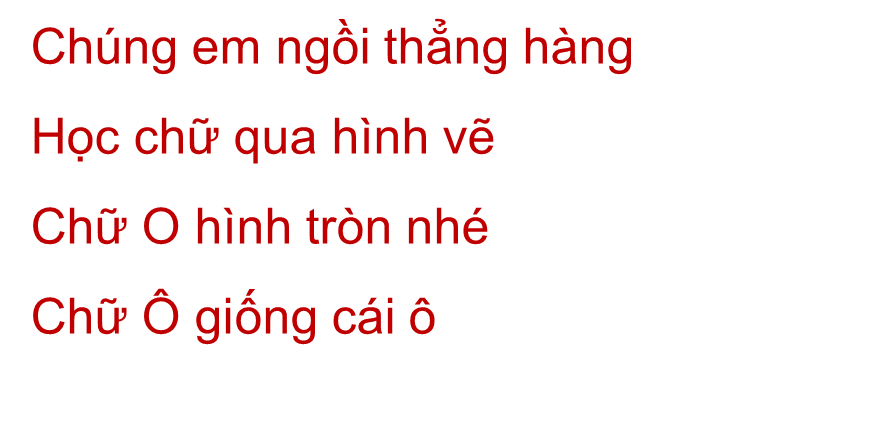 Chúng em ngồi thẳng hàng
Học chữ qua hình vẽ
Chữ O hình tròn nhé
Chữ Ô giống cái ô